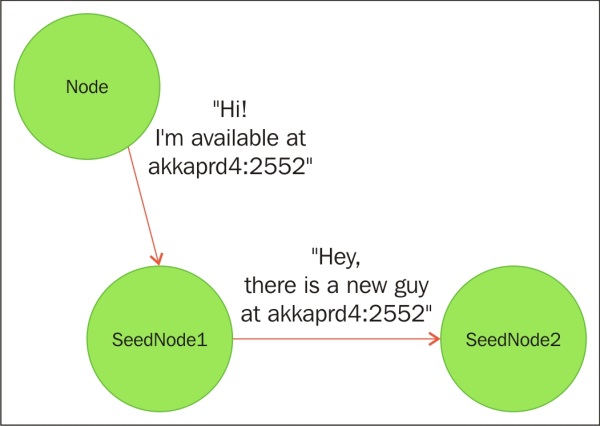 Node
"Hi!
I'm available at
akkaprd4:2552"
"Hey,
there is a new guy
at akkaprd4:2552"
SeedNode1
SeedNode2